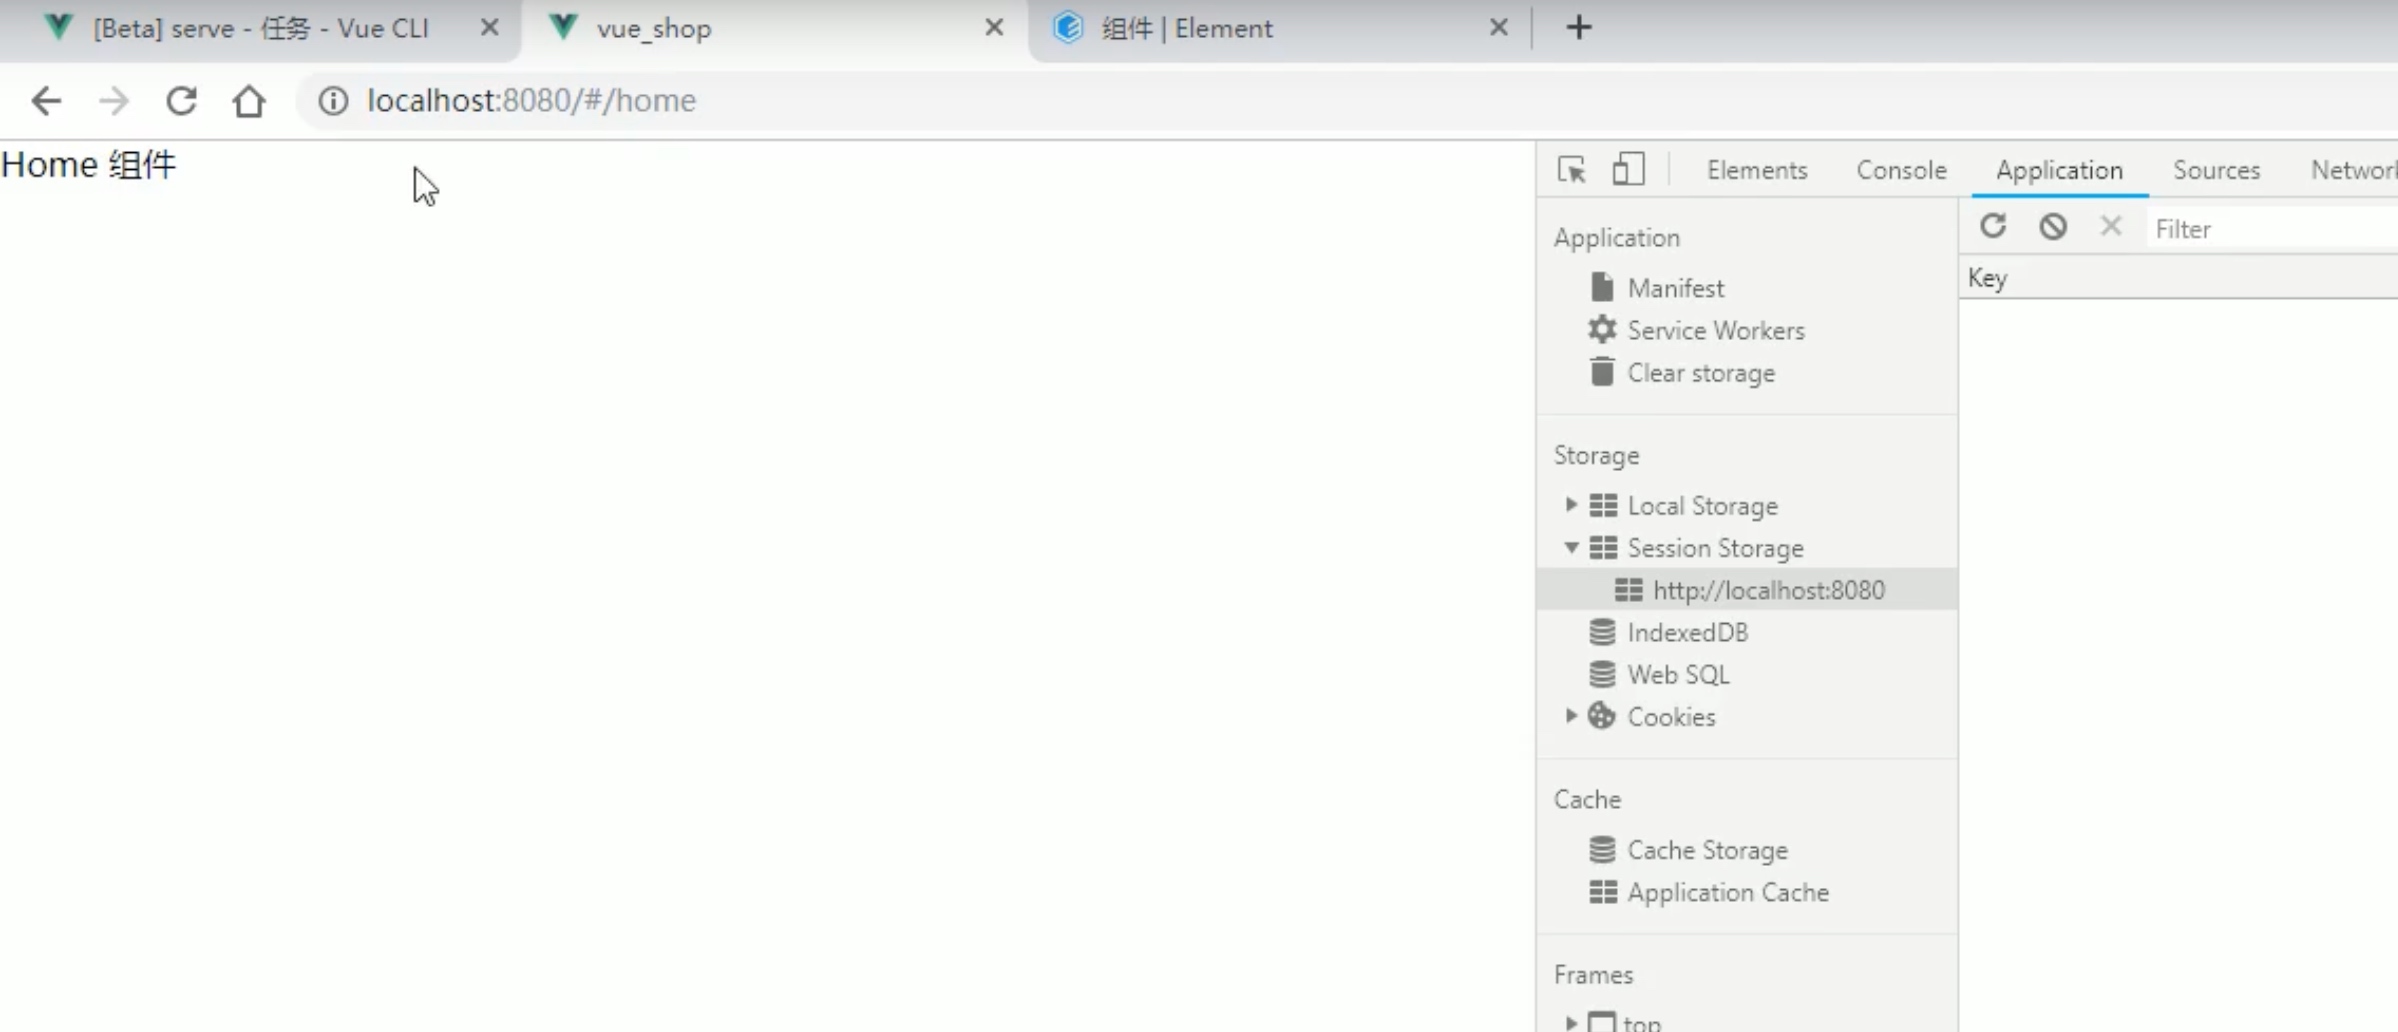 [Beta] serve - 任务 - Vue CLI
vue_shop
组件 | Element
localhost:8080/#/home
Home 组件
Elements Console Application Sources Network
Filter
Key
Application
Manifest
Service Workers
Clear storage
Storage
Local Storage
Session Storage
http://localhost:8080
IndexedDB
Web SQL
Cookies
Cache
Cache Storage
Application Cache
Frames
top